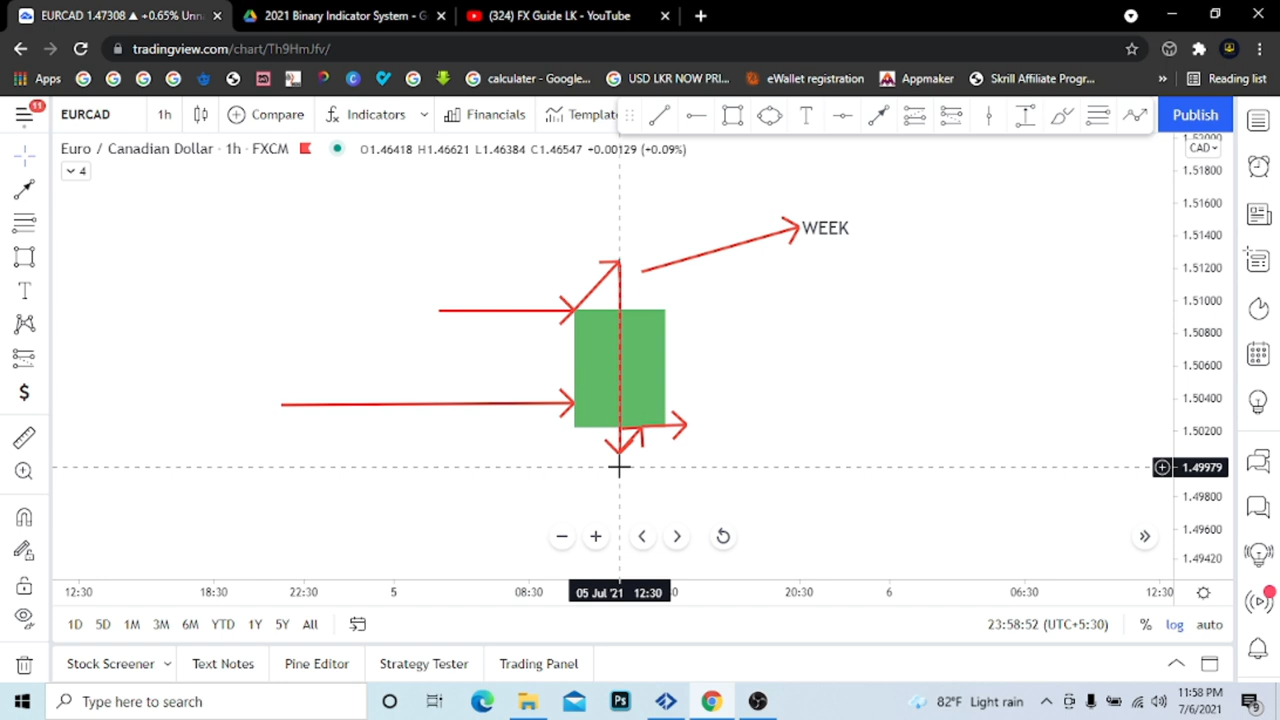 EURCAD 1.47308 ▲ +0.65% Unna
2021 Binary Indicator System - G
(324) FX Guide LK - YouTube
tradingview.com/chart/Th9HmJfv/
Apps
calculater - Google...
USD LKR NOW PRI...
eWallet registration
Appmaker
Skrill Affiliate Progr...
Reading list
11
EURCAD
1h
Compare
Indicators
Financials
Templat
T
Publish
Euro / Canadian Dollar · 1h · FXCM
O1.46418 H1.46621 L1.46384 C1.46547 +0.00129 (+0.09%)
CAD
4
1.52000
1.51800
1.51600
1.51400
1.51200
1.51000
1.50800
1.50600
1.50400
1.50200
1.49979
1.49800
1.49600
1.49420
WEEK
12:30
18:30
22:30
5
08:30
05 Jul '21 12:30
20:30
6
06:30
12:30
1D 5D 1M 3M 6M YTD 1Y 5Y All
23:58:52 (UTC+5:30)
% log auto
Stock Screener
Text Notes
Pine Editor
Strategy Tester
Trading Panel
Type here to search
Ps
82°F Light rain
11:58 PM
7/6/2021
9